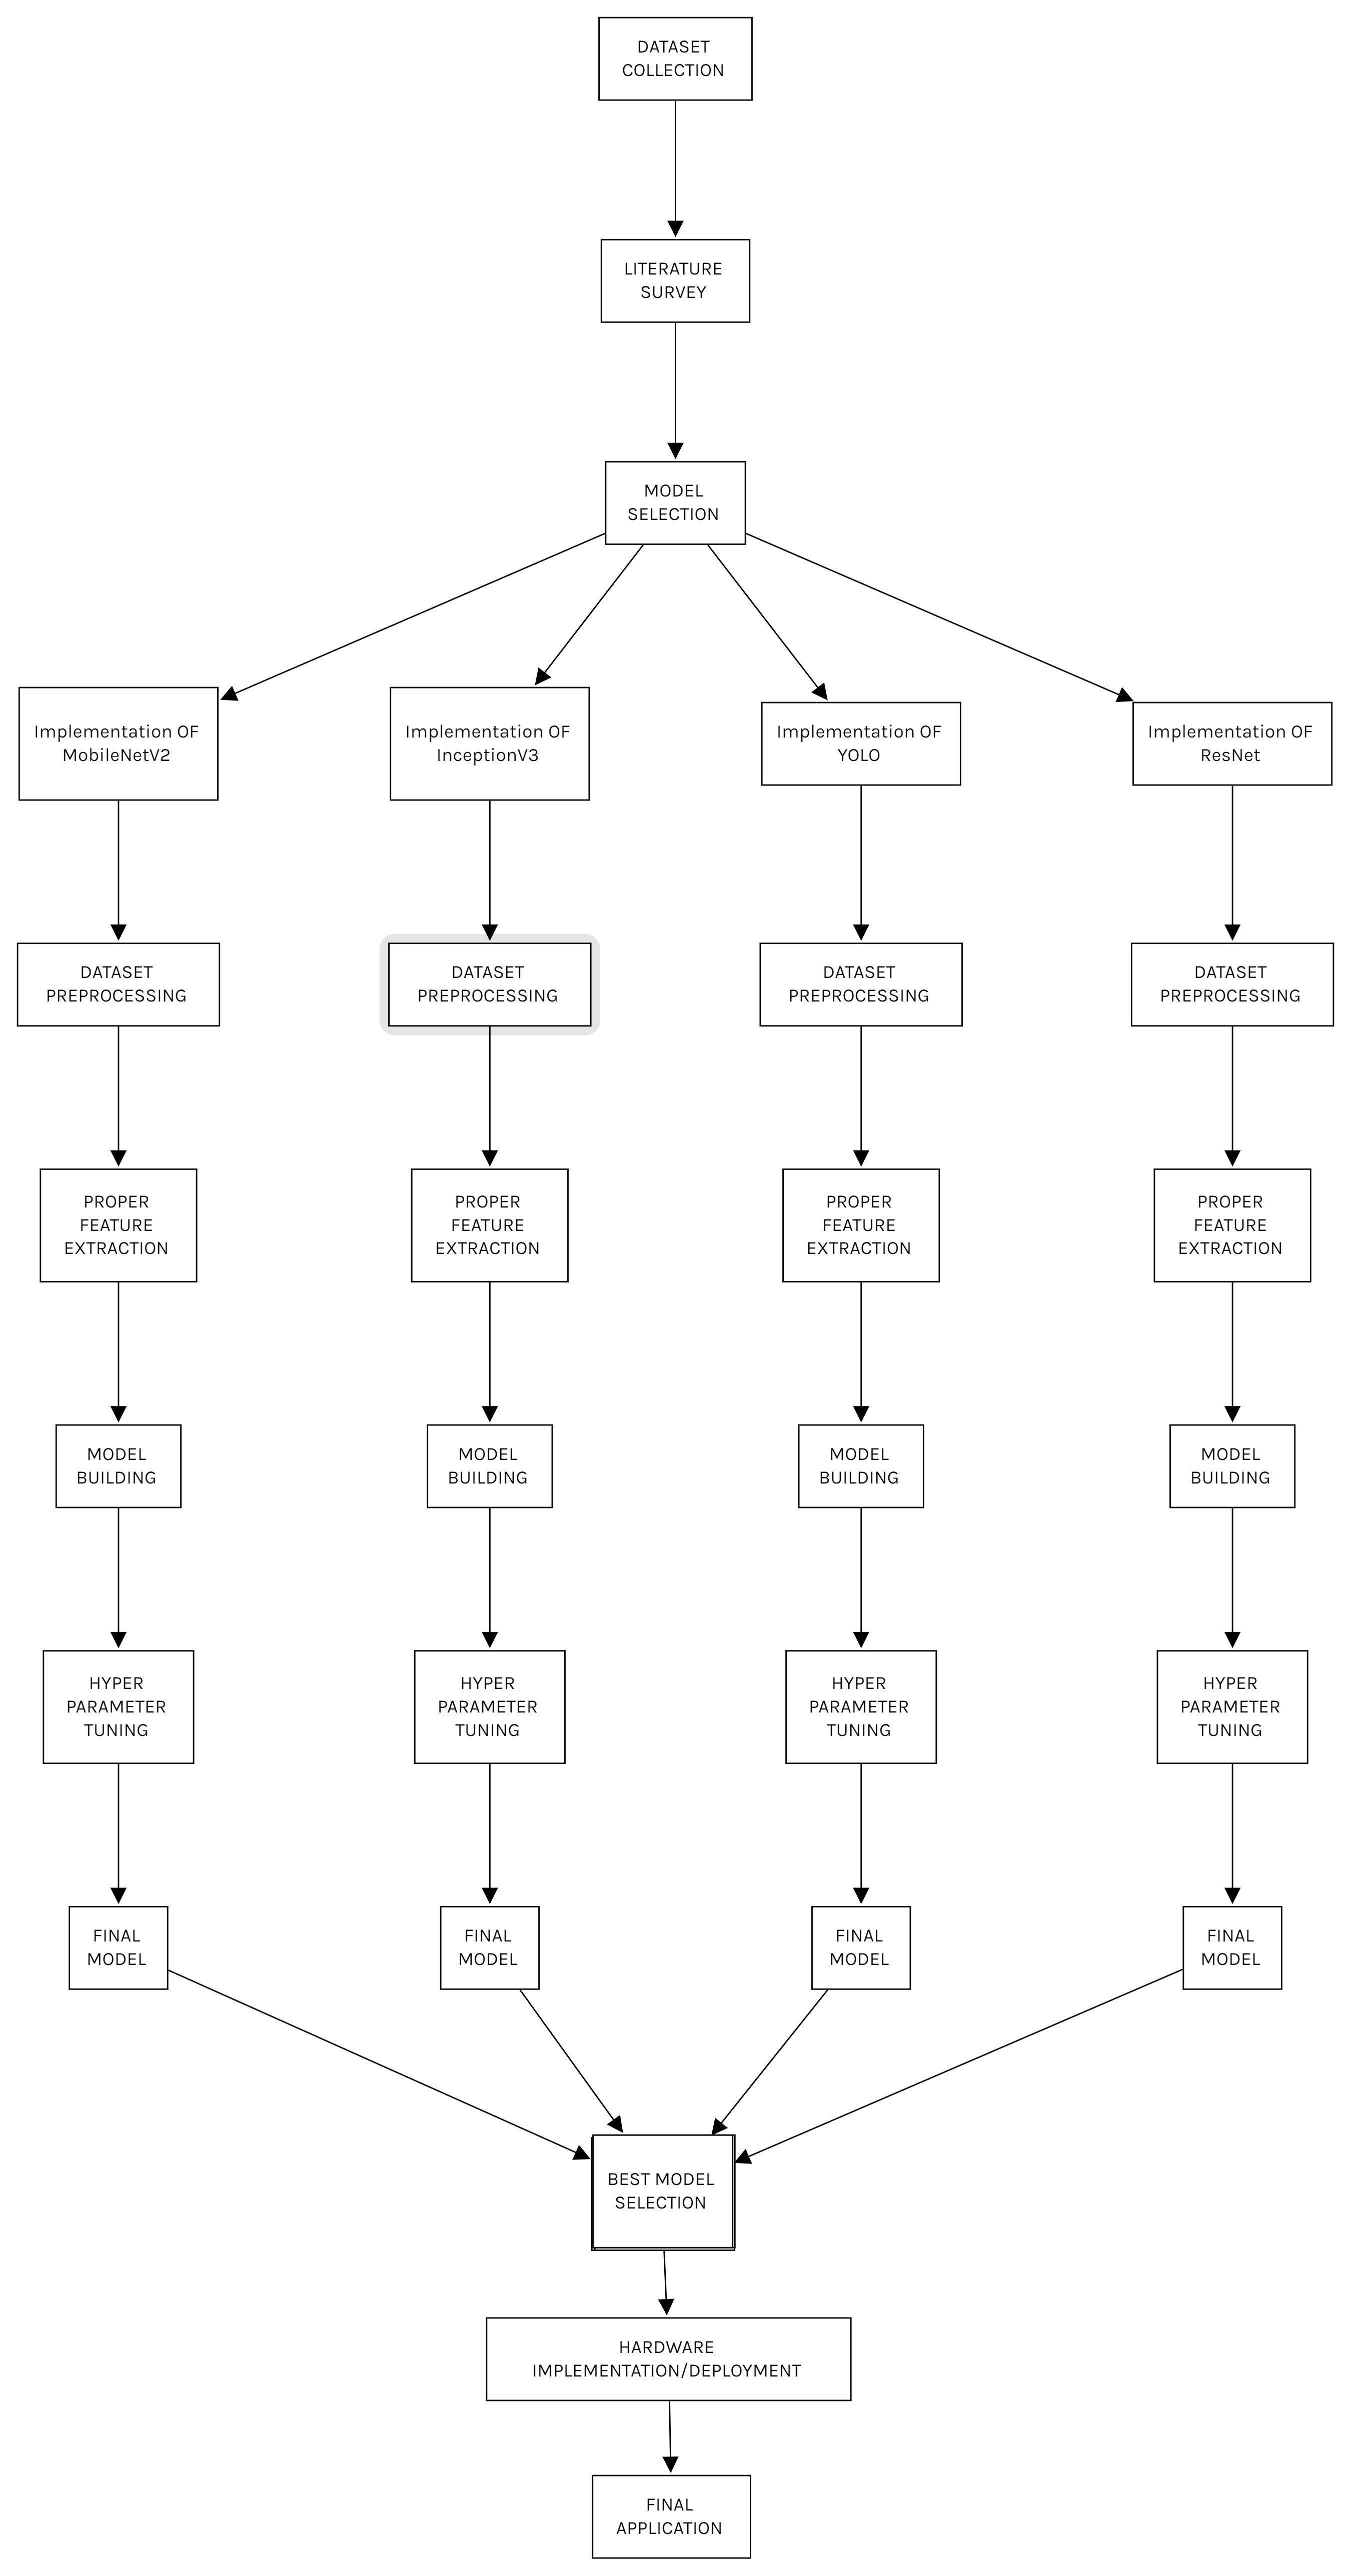 DATASET
COLLECTION
LITERATURE
SURVEY
MODEL
SELECTION
Implementation OF
MobileNetV2
Implementation OF
InceptionV3
Implementation OF
YOLO
Implementation OF
ResNet
DATASET
PREPROCESSING
DATASET
PREPROCESSING
DATASET
PREPROCESSING
DATASET
PREPROCESSING
PROPER
FEATURE
EXTRACTION
PROPER
FEATURE
EXTRACTION
PROPER
FEATURE
EXTRACTION
PROPER
FEATURE
EXTRACTION
MODEL
BUILDING
MODEL
BUILDING
MODEL
BUILDING
MODEL
BUILDING
HYPER
PARAMETER
TUNING
HYPER
PARAMETER
TUNING
HYPER
PARAMETER
TUNING
HYPER
PARAMETER
TUNING
FINAL
MODEL
FINAL
MODEL
FINAL
MODEL
FINAL
MODEL
BEST MODEL
SELECTION
HARDWARE
IMPLEMENTATION/DEPLOYMENT
FINAL
APPLICATION